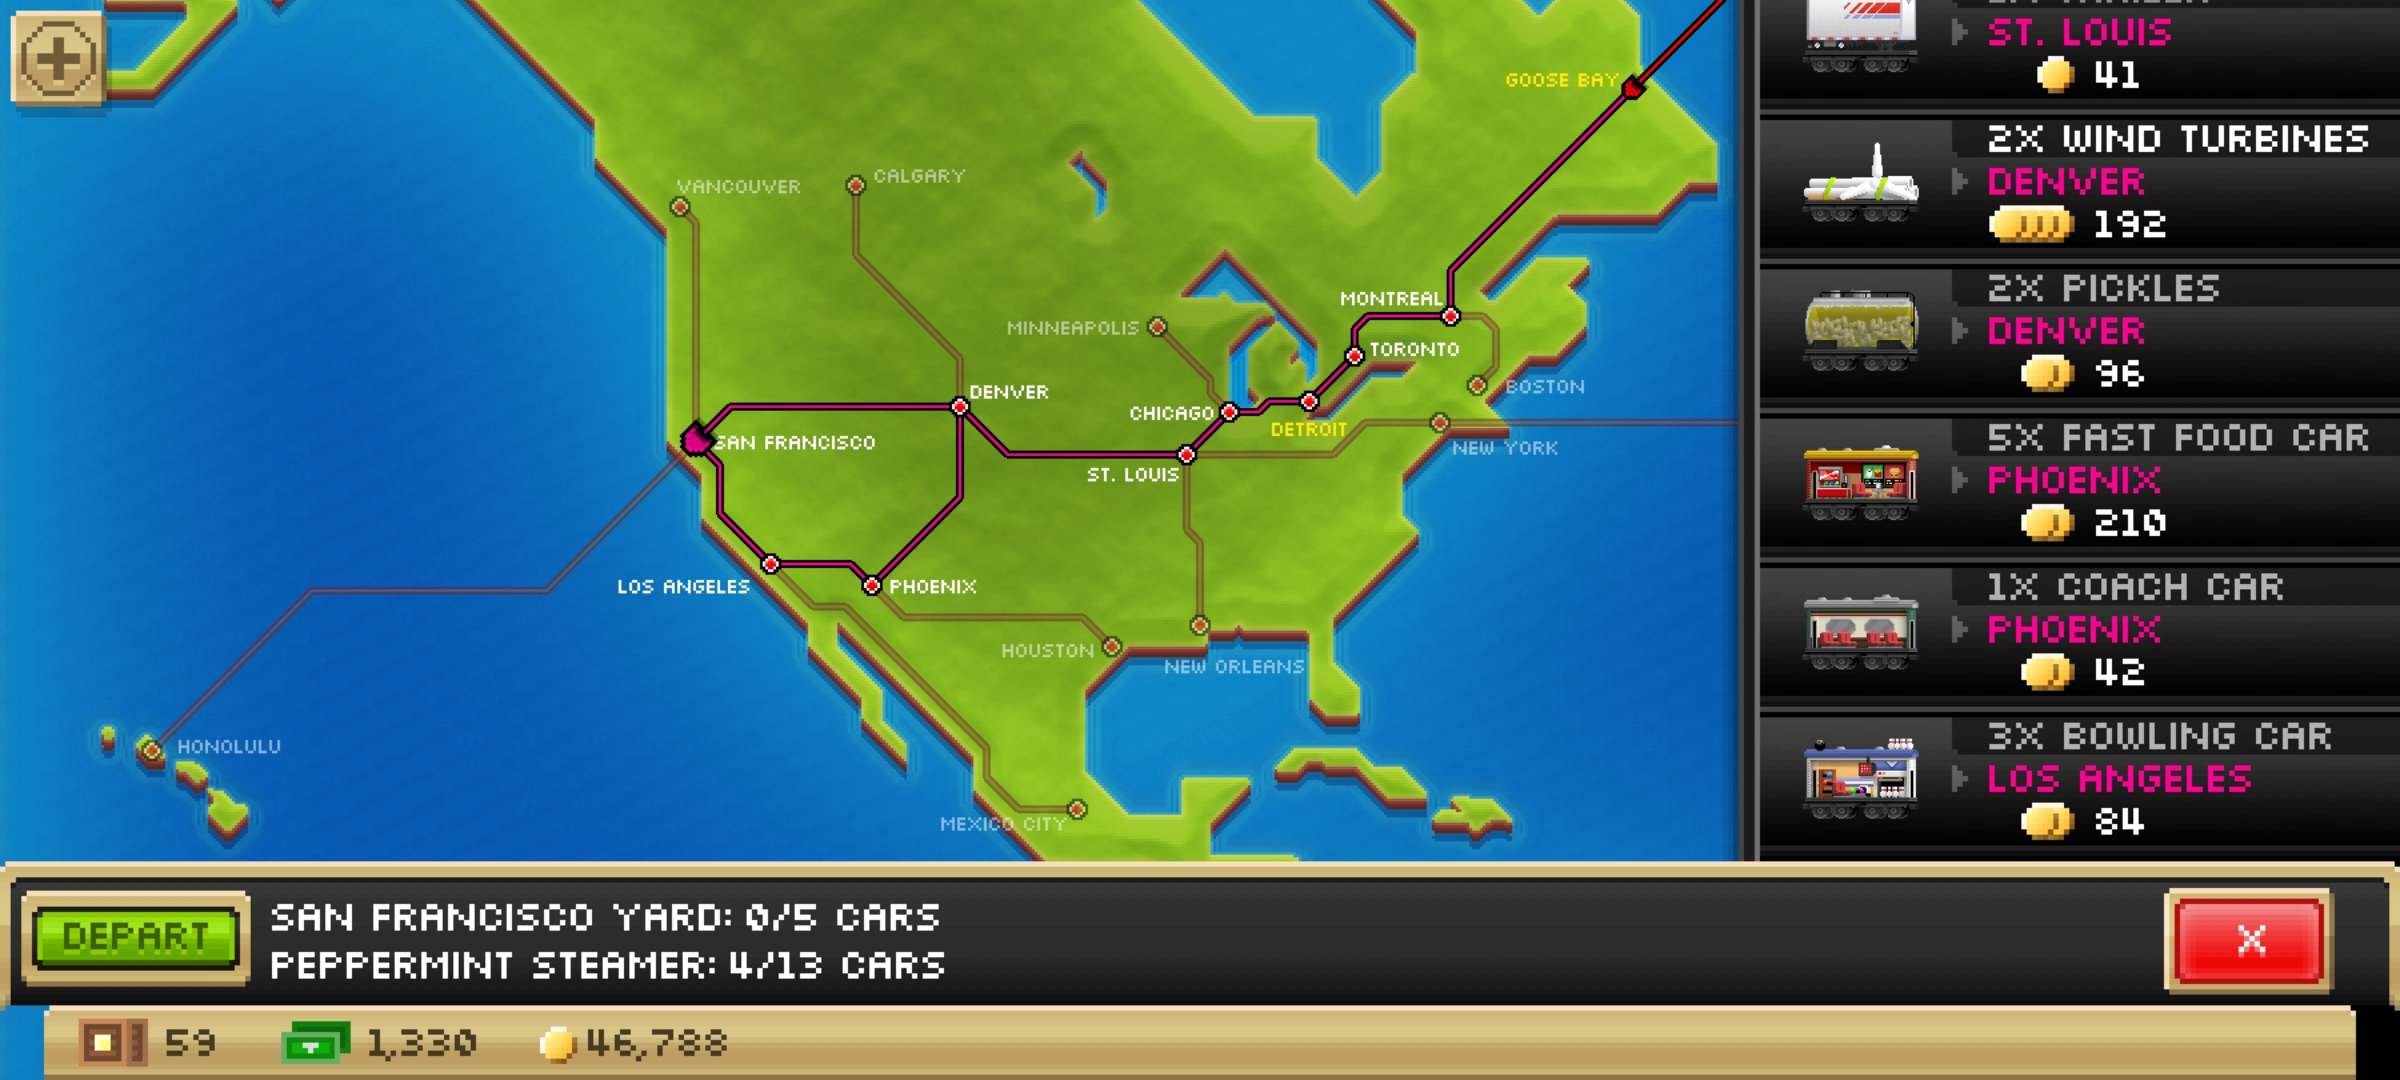 ST. LOUIS
41
2X WIND TURBINES
DENVER
192
2X PICKLES
DENVER
96
5X FAST FOOD CAR
PHOENIX
210
1X COACH CAR
PHOENIX
42
3X BOWLING CAR
LOS ANGELES
84
GOOSE BAY
VANCOUVER
CALGARY
MONTREAL
MINNEAPOLIS
TORONTO
DENVER
BOSTON
CHICAGO
DETROIT
SAN FRANCISCO
NEW YORK
ST. LOUIS
LOS ANGELES
PHOENIX
HOUSTON
NEW ORLEANS
HONOLULU
MEXICO CITY
DEPART
SAN FRANCISCO YARD: 0/5 CARS
PEPPERMINT STEAMER: 4/13 CARS
X
59
1,330
46,788